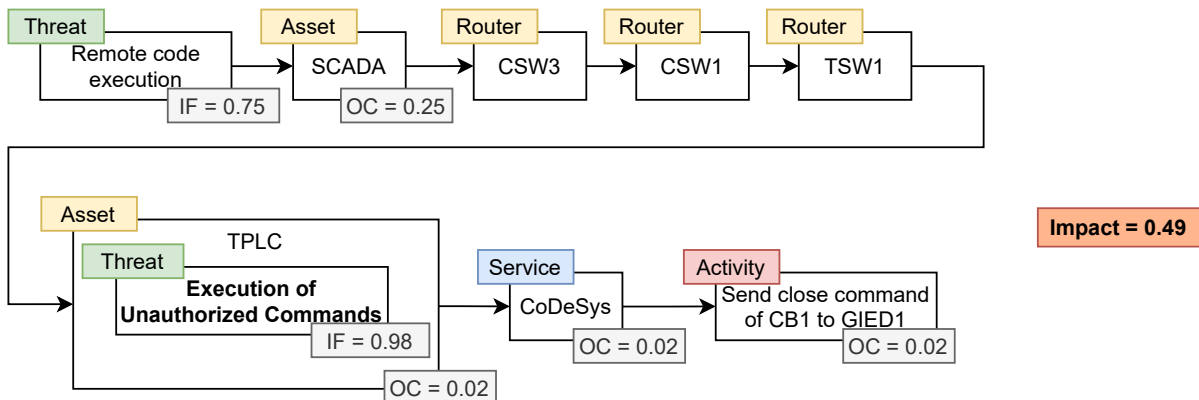 Threat
Remote code
execution
IF = 0.75
Asset
SCADA
OC = 0.25
Router
CSW3
Router
CSW1
Router
TSW1
Asset
TPLC
Threat
Execution of
Unauthorized Commands
IF = 0.98
OC = 0.02
Service
CoDeSys
OC = 0.02
Activity
Send close command
of CB1 to GIED1
OC = 0.02
Impact = 0.49